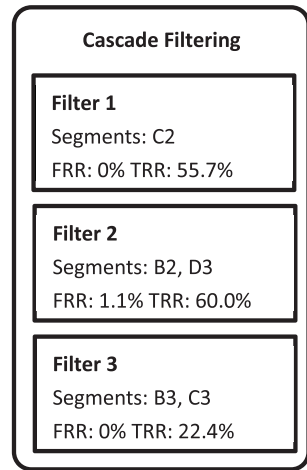 Cascade Filtering
Filter 1
Segments: C2
FRR: 0% TRR: 55.7%
Filter 2
Segments: B2, D3
FRR: 1.1% TRR: 60.0%
Filter 3
Segments: B3, C3
FRR: 0% TRR: 22.4%